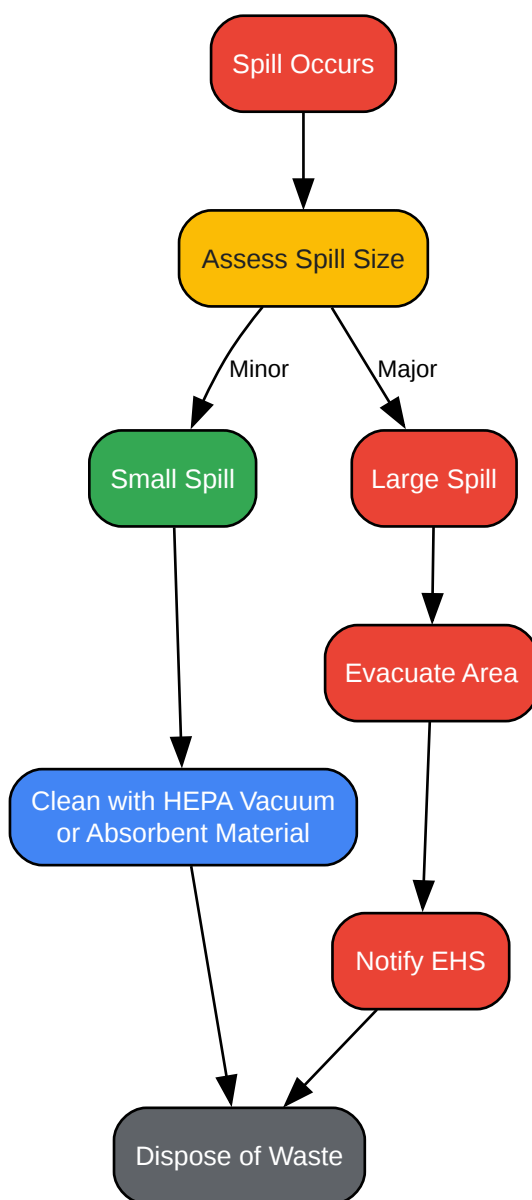 Spill Occurs
Assess Spill Size
Minor
Major
Small Spill
Large Spill
Evacuate Area
Clean with HEPA Vacuum
or Absorbent Material
Notify EHS
Dispose of Waste